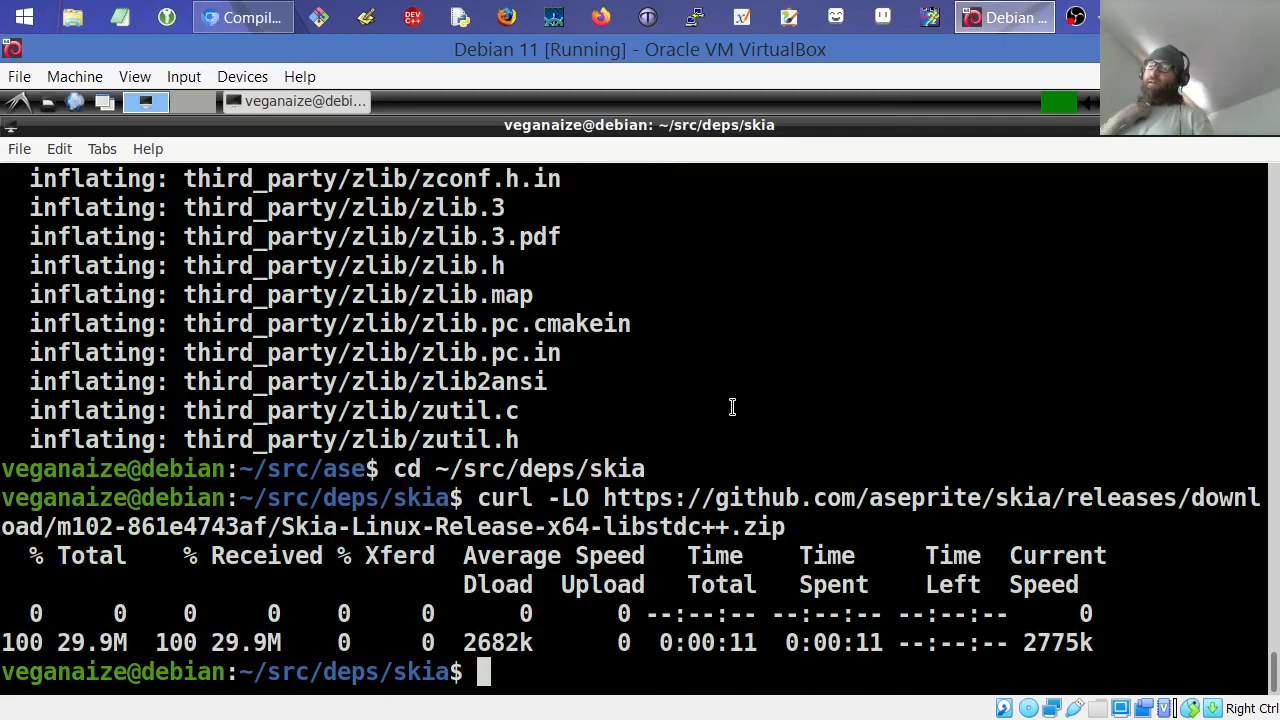 Compil...
Debian ...
Debian 11 [Running] - Oracle VM VirtualBox
File Machine View Input Devices Help
veganaize@debi...
veganaize@debian: ~/src/deps/skia
File Edit Tabs Help
inflating: third_party/zlib/zconf.h.in
inflating: third_party/zlib/zlib.3
inflating: third_party/zlib/zlib.3.pdf
inflating: third_party/zlib/zlib.h
inflating: third_party/zlib/zlib.map
inflating: third_party/zlib/zlib.pc.cmakein
inflating: third_party/zlib/zlib.pc.in
inflating: third_party/zlib/zlib2ansi
inflating: third_party/zlib/zutil.c
inflating: third_party/zlib/zutil.h
veganaize@debian:~/src/ase$ cd ~/src/deps/skia
veganaize@debian:~/src/deps/skia$ curl -LO https://github.com/aseprite/skia/releases/downl
oad/m102-861e4743af/Skia-Linux-Release-x64-libstdc++.zip
% Total % Received % Xferd Average Speed Time Time Time Current
Dload Upload Total Spent Left Speed
0 0 0 0 0 0 0 0 --:--:-- --:--:-- --:--:-- 0
100 29.9M 100 29.9M 0 0 2682k 0 0:00:11 0:00:11 --:--:-- 2775k
veganaize@debian:~/src/deps/skia$
Right Ctrl